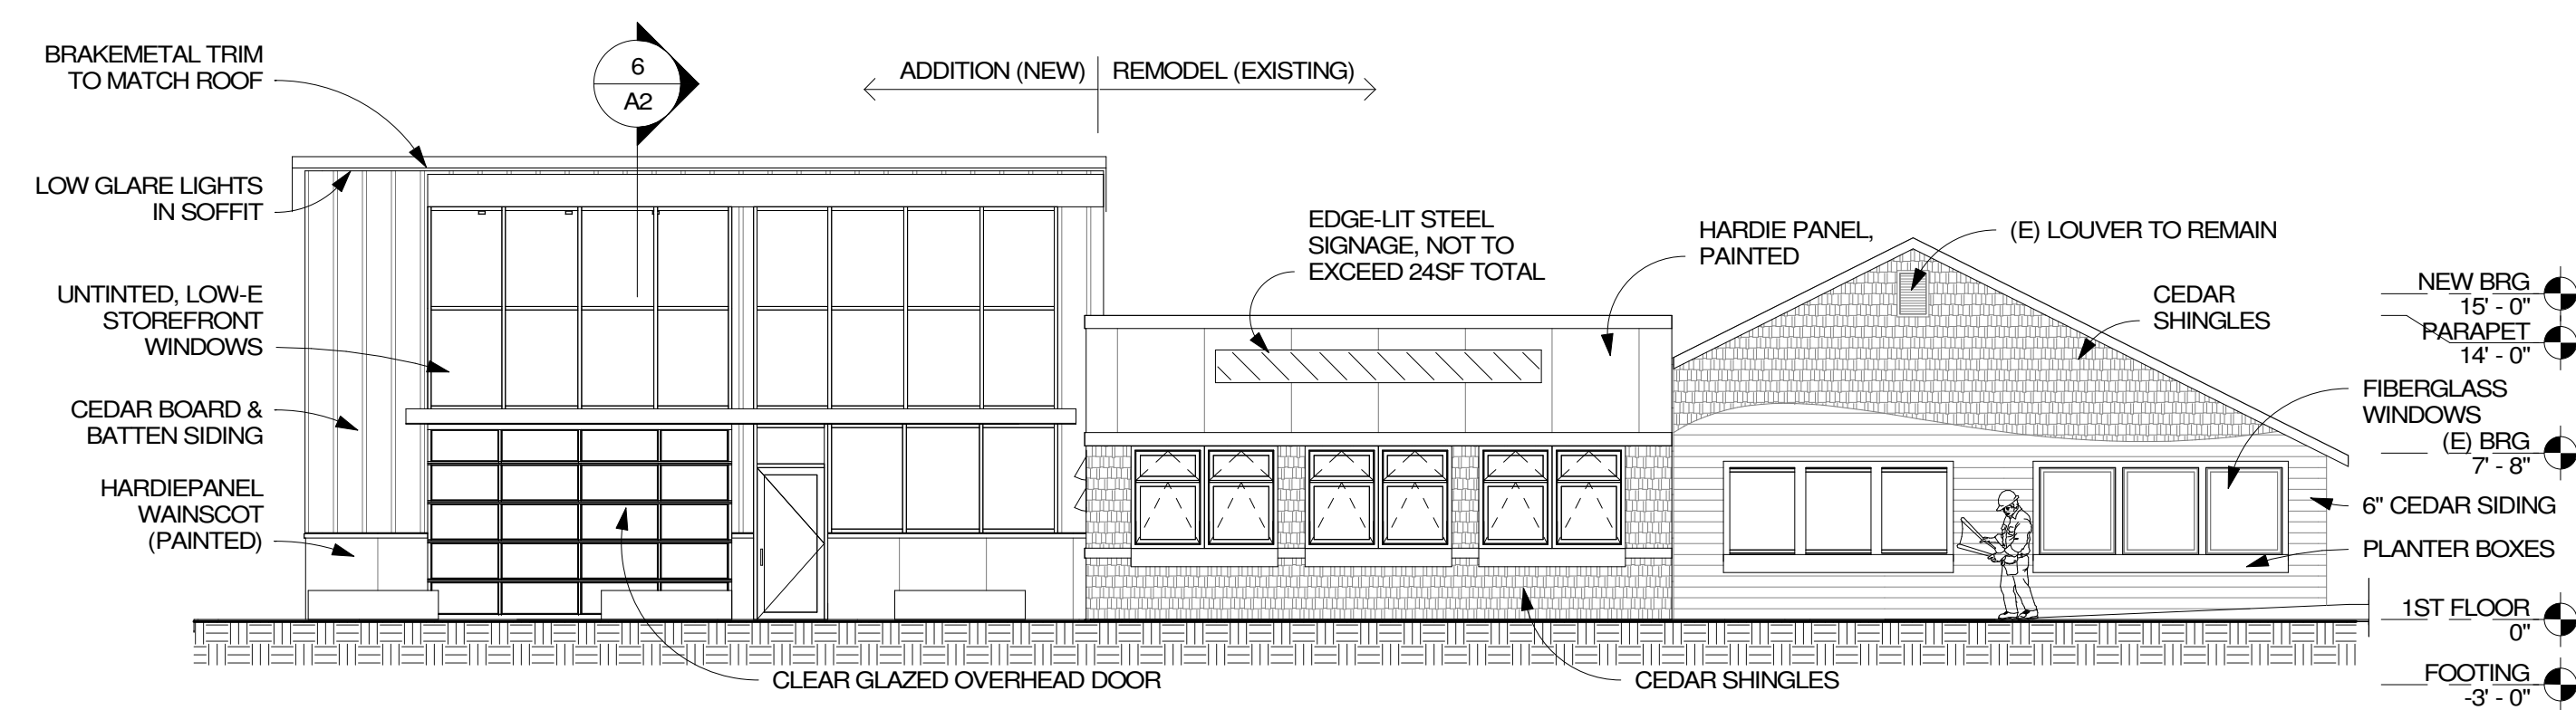 BRAKEMETAL TRIM
TO MATCH ROOF
6
A2
ADDITION (NEW)
REMODEL (EXISTING)
LOW GLARE LIGHTS
IN SOFFIT
UNTINTED, LOW-E
STOREFRONT
WINDOWS
CEDAR BOARD &
BATTEN SIDING
HARDIEPANEL
WAINSCOT
(PAINTED)
EDGE-LIT STEEL
SIGNAGE, NOT TO
EXCEED 24SF TOTAL
HARDIE PANEL,
PAINTED
(E) LOUVER TO REMAIN
CEDAR
SHINGLES
NEW BRG
15' - 0"
PARAPET
14' - 0"
FIBERGLASS
WINDOWS
(E) BRG
7' - 8"
6" CEDAR SIDING
PLANTER BOXES
1ST FLOOR
0"
FOOTING
-3' - 0"
CLEAR GLAZED OVERHEAD DOOR
CEDAR SHINGLES